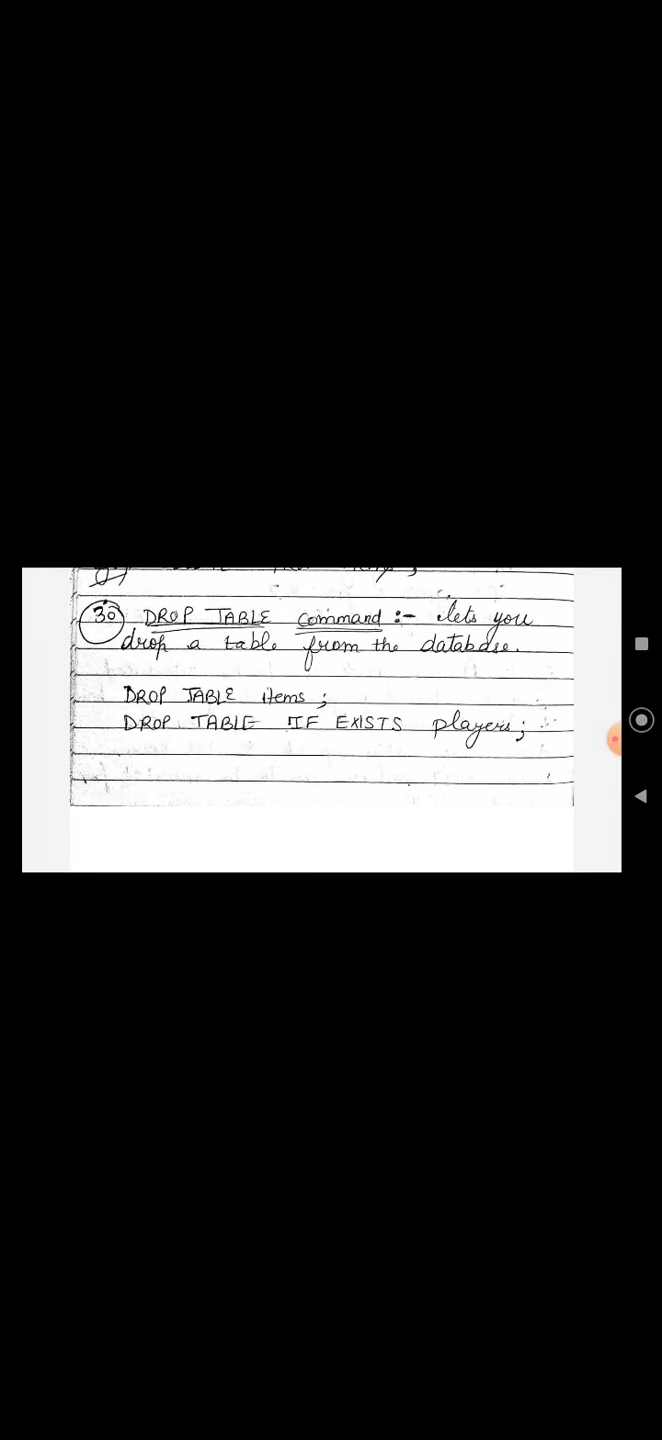 30 DROP TABLE Command :- lets you
drop a table from the database.
DROP TABLE items ;
DROP TABLE IF EXISTS players ;